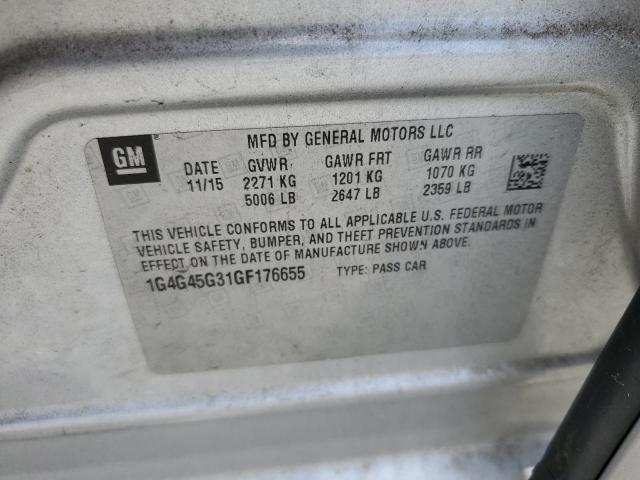 GM
MFD BY GENERAL MOTORS LLC
DATE GVWR GAWR FRT GAWR RR
11/15 2271 KG 1201 KG 1070 KG
5006 LB 2647 LB 2359 LB
THIS VEHICLE CONFORMS TO ALL APPLICABLE U.S. FEDERAL MOTOR
VEHICLE SAFETY, BUMPER, AND THEFT PREVENTION STANDARDS IN
EFFECT ON THE DATE OF MANUFACTURE SHOWN ABOVE.
1G4G45G31GF176655 TYPE: PASS CAR